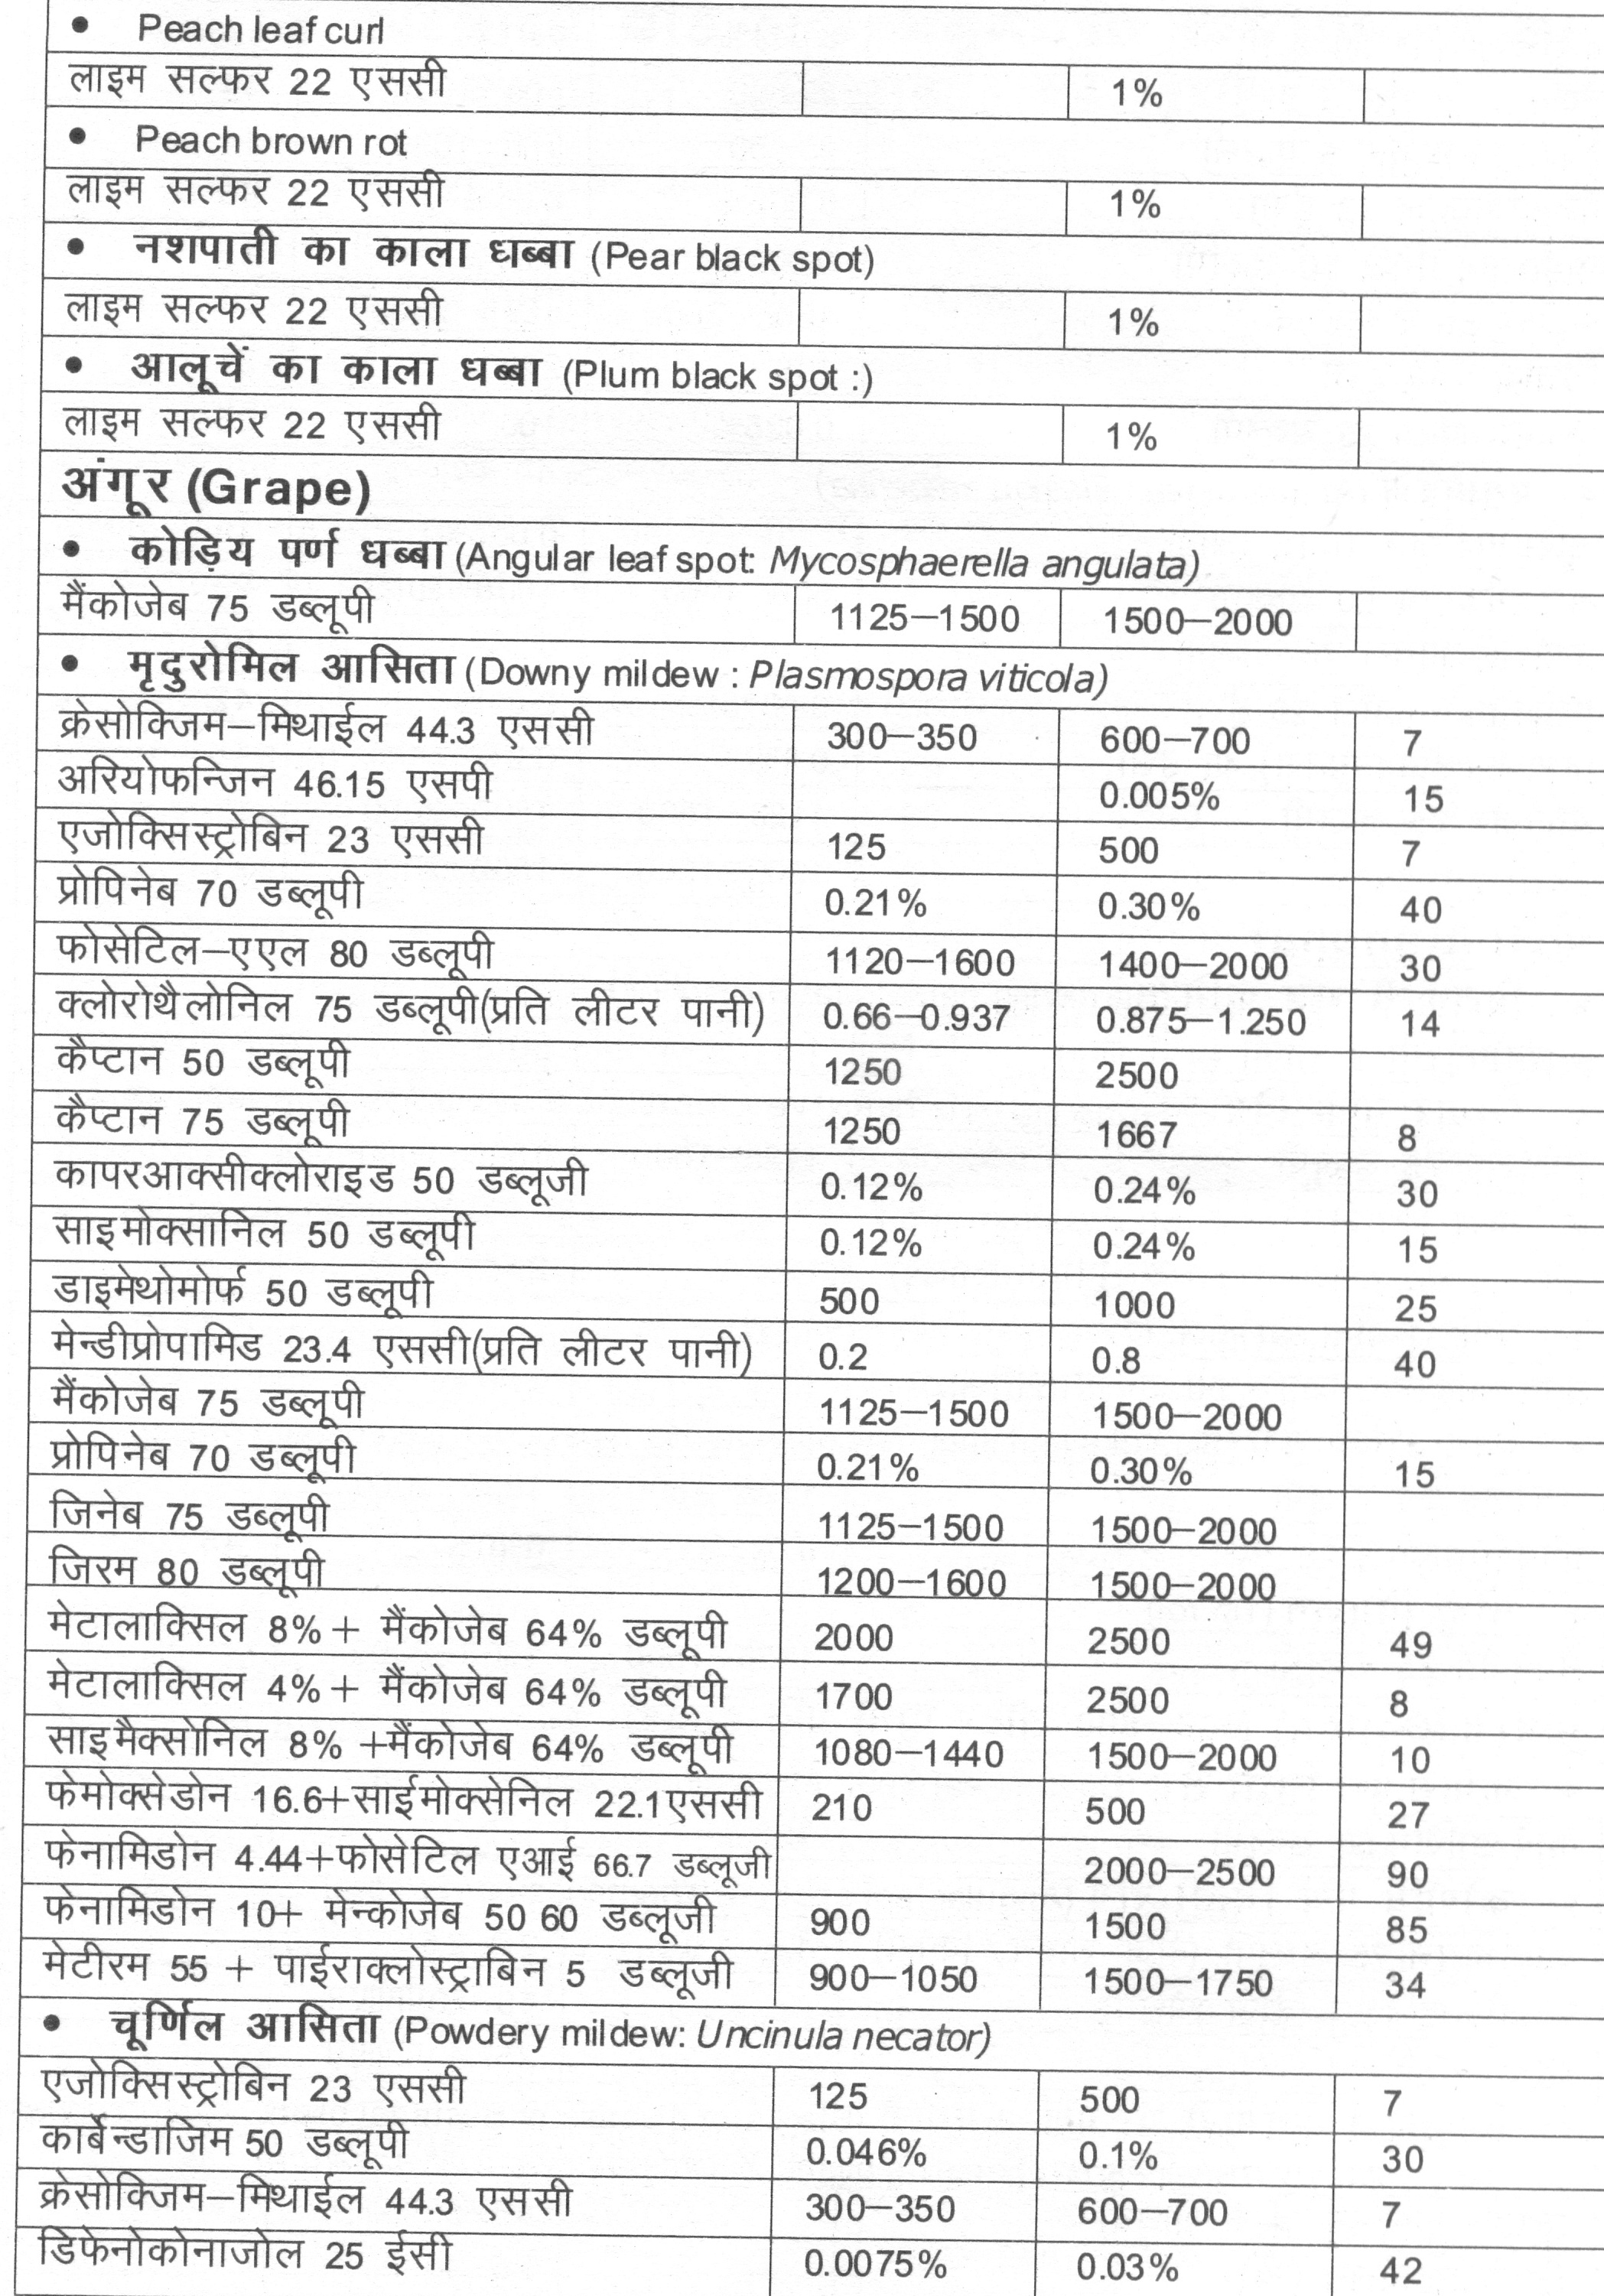 • Peach leaf curl
लाइम सल्फर 22 एससी 1%
• Peach brown rot
लाइम सल्फर 22 एससी 1%
• नशपाती का काला धब्बा (Pear black spot)
लाइम सल्फर 22 एससी 1%
• आलूचें का काला धब्बा (Plum black spot :)
लाइम सल्फर 22 एससी 1%
अंगूर (Grape)
• कोड़िय पर्ण धब्बा (Angular leaf spot: Mycosphaerella angulata)
मैंकोजेब 75 डब्लूपी 1125–1500 1500–2000
• मृदुरोमिल आसिता (Downy mildew : Plasmospora viticola)
क्रेसोक्जिम–मिथाईल 44.3 एससी 300–350 600–700 7
अरियोफन्जिन 46.15 एसपी 0.005% 15
एजोक्सिस्ट्रोबिन 23 एससी 125 500 7
प्रोपिनेब 70 डब्लूपी 0.21% 0.30% 40
फोसेटिल–एएल 80 डब्लूपी 1120–1600 1400–2000 30
क्लोरोथैलोनिल 75 डब्लूपी(प्रति लीटर पानी) 0.66–0.937 0.875–1.250 14
कैप्टान 50 डब्लूपी 1250 2500
कैप्टान 75 डब्लूपी 1250 1667 8
कापरआक्सीक्लोराइड 50 डब्लूजी 0.12% 0.24% 30
साइमोक्सानिल 50 डब्लूपी 0.12% 0.24% 15
डाइमेथोमोर्फ 50 डब्लूपी 500 1000 25
मेन्डीप्रोपामिड 23.4 एससी(प्रति लीटर पानी) 0.2 0.8 40
मैंकोजेब 75 डब्लूपी 1125–1500 1500–2000
प्रोपिनेब 70 डब्लूपी 0.21% 0.30% 15
जिनेब 75 डब्लूपी 1125–1500 1500–2000
जिरम 80 डब्लूपी 1200–1600 1500–2000
मेटालाक्सिल 8%+ मैंकोजेब 64% डब्लूपी 2000 2500 49
मेटालाक्सिल 4%+ मैंकोजेब 64% डब्लूपी 1700 2500 8
साइमैक्सोनिल 8% +मैंकोजेब 64% डब्लूपी 1080–1440 1500–2000 10
फेमोक्सेडोन 16.6+साईमोक्सेनिल 22.1एससी 210 500 27
फेनामिडोन 4.44+फोसेटिल एआई 66.7 डब्लूजी 2000–2500 90
फेनामिडोन 10+ मेन्कोजेब 50 60 डब्लूजी 900 1500 85
मेटीरम 55 + पाईराक्लोस्ट्राबिन 5 डब्लूजी 900–1050 1500–1750 34
• चूर्णिल आसिता (Powdery mildew: Uncinula necator)
एजोक्सिस्ट्रोबिन 23 एससी 125 500 7
कार्बेन्डाजिम 50 डब्लूपी 0.046% 0.1% 30
क्रेसोक्जिम–मिथाईल 44.3 एससी 300–350 600–700 7
डिफेनोकोनाजोल 25 ईसी 0.0075% 0.03% 42